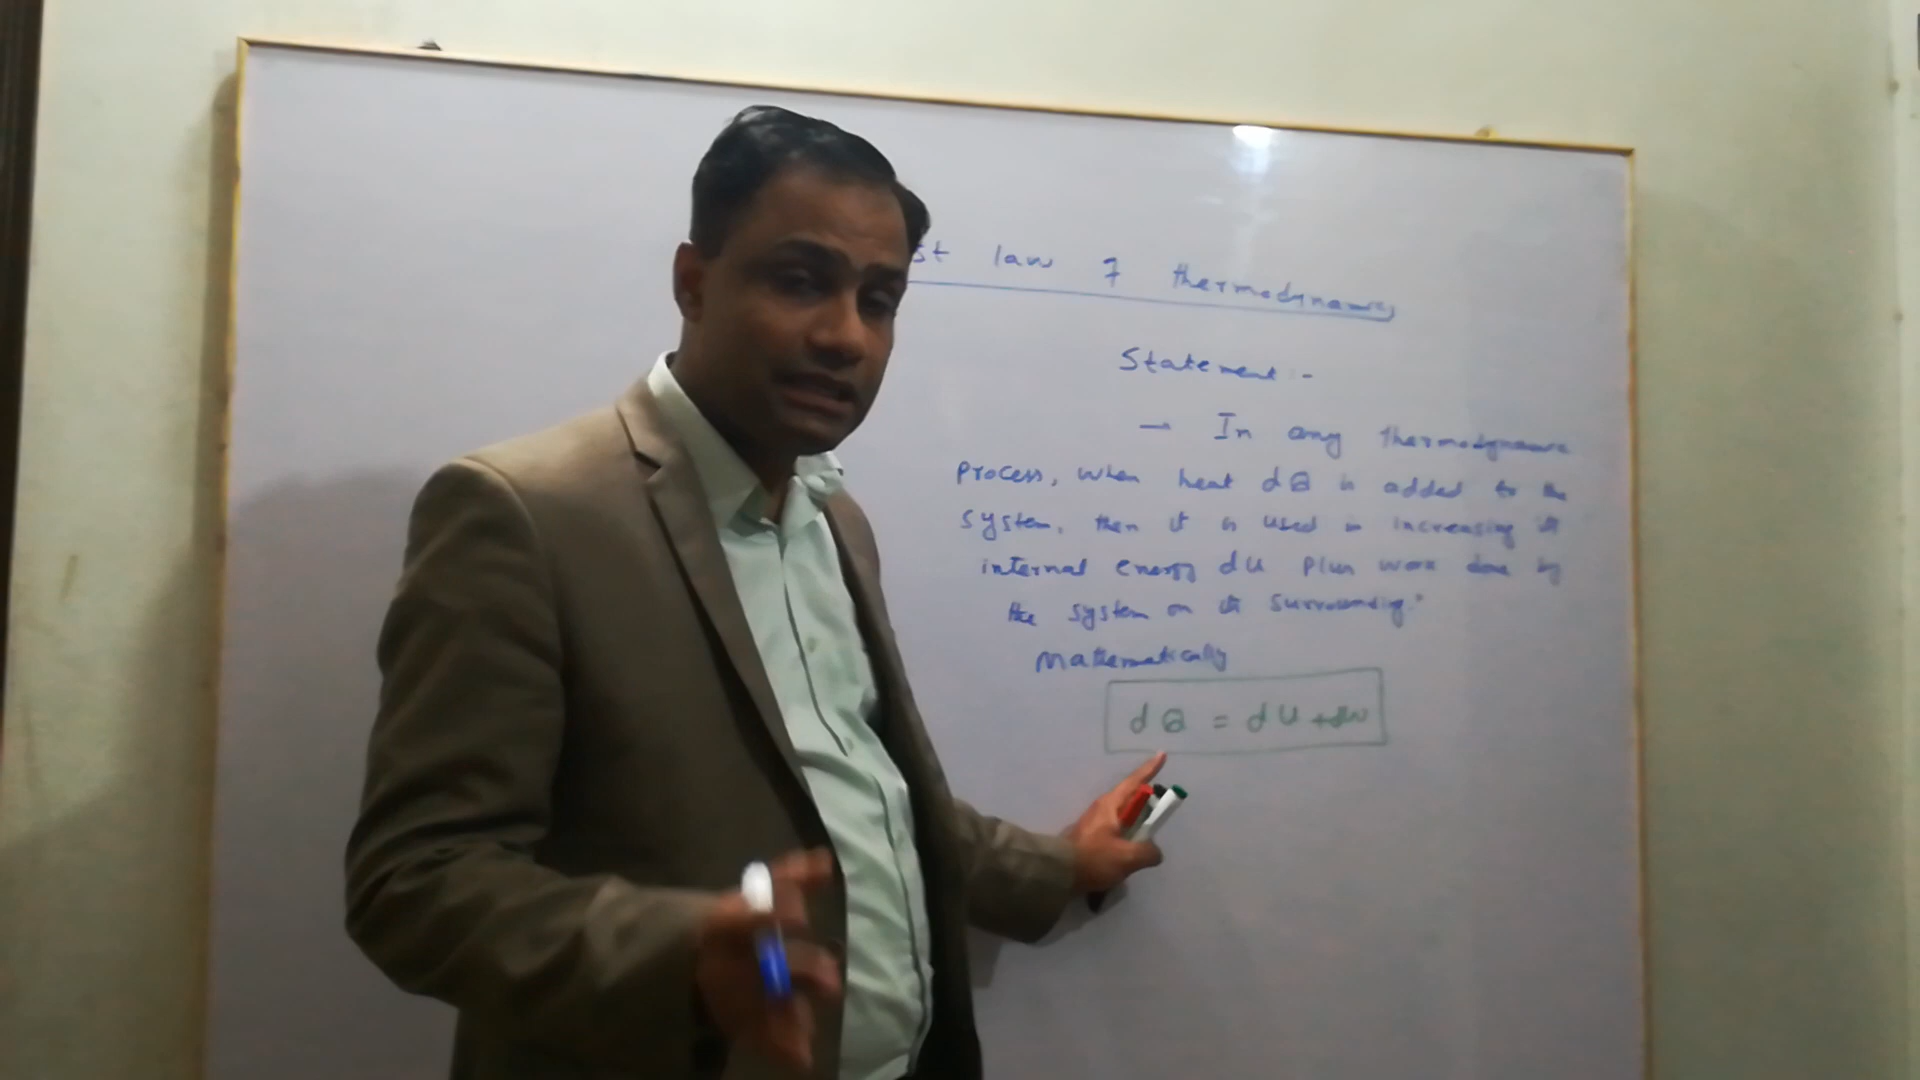 st law of thermodynamics
Statement :-
→ In any thermodynamic
process, when heat dQ is added to the
system, then it is used in increasing its
internal energy dU plus work done by
the system on its surrounding."
Mathematically
dQ = dU + dW